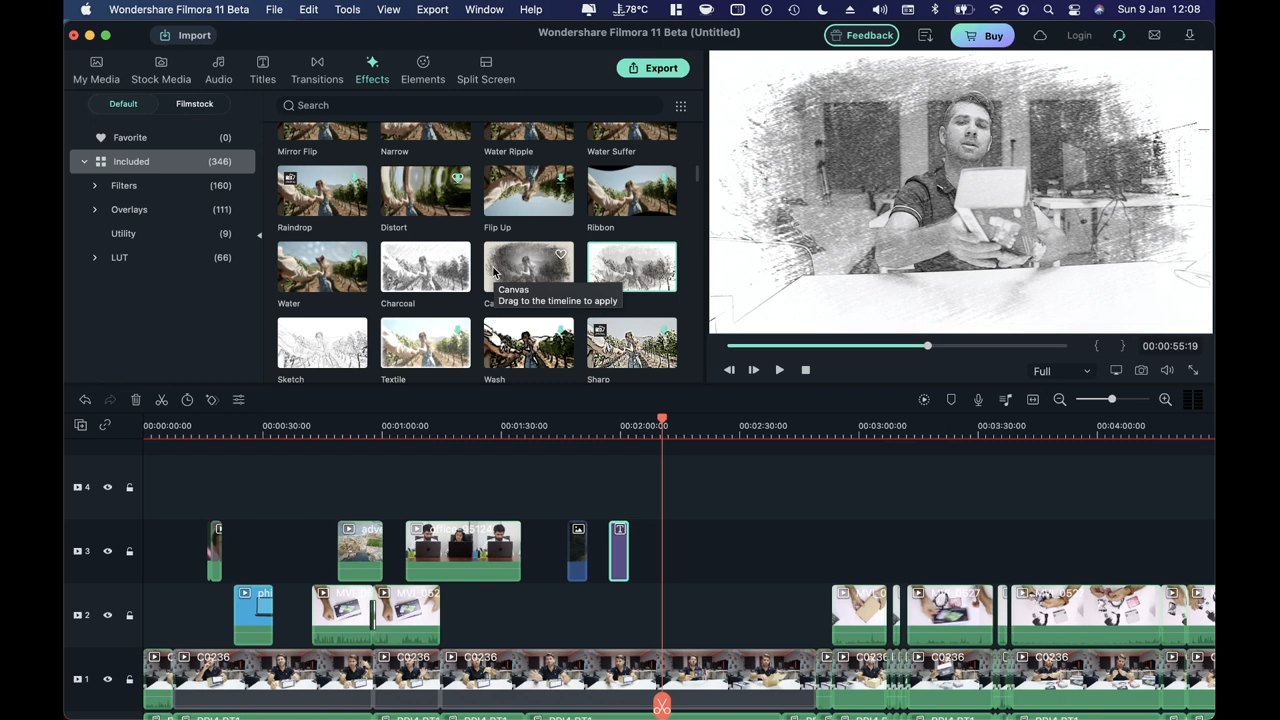 Wondershare Filmora 11 Beta File Edit Tools View Export Window Help 78°C Sun 9 Jan 12:08
Import Wondershare Filmora 11 Beta (Untitled) Feedback Buy Login
My Media Stock Media Audio Titles Transitions Effects Elements Split Screen Export
Default Filmstock Search
Favorite (0)
Included (346)
Filters (160)
Overlays (111)
Utility (9)
LUT (66)
Mirror Flip Narrow Water Ripple Water Suffer
Raindrop Distort Flip Up Ribbon
Water Charcoal
Canvas
Drag to the timeline to apply
Sketch Textile Wash Sharp
{ } 00:00:55:19
Full
00:00:00:00 00:00:30:00 00:01:00:00 00:01:30:00 00:02:00:00 00:02:30:00 00:03:00:00 00:03:30:00 00:04:00:00
4
3
2 phi
1 C0236 C0236 C0236 C0236 C0236 C0236